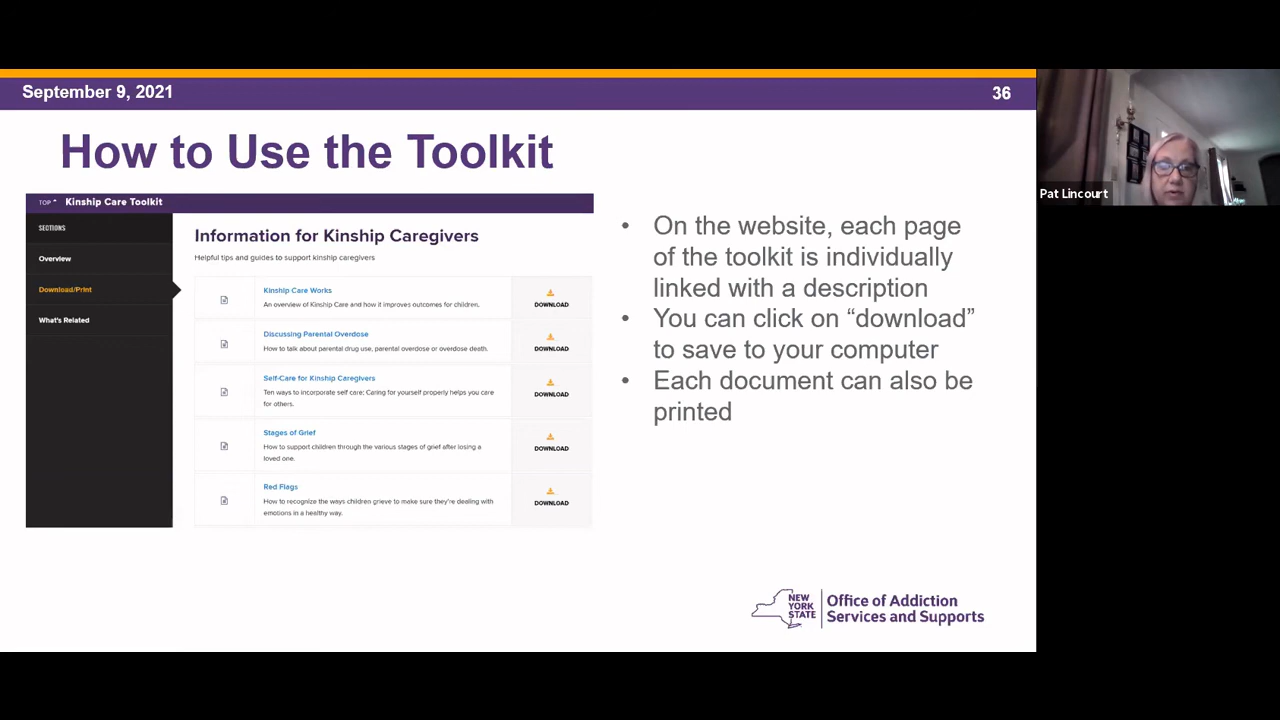 September 9, 2021
36
How to Use the Toolkit
TOP Kinship Care Toolkit
SECTIONS
Overview
Download/Print
What's Related
Information for Kinship Caregivers
Helpful tips and guides to support kinship caregivers
Kinship Care Works
An overview of Kinship Care and how it improves outcomes for children.
DOWNLOAD
Discussing Parental Overdose
How to talk about parental drug use, parental overdose or overdose death.
DOWNLOAD
Self-Care for Kinship Caregivers
Ten ways to incorporate self care; Caring for yourself properly helps you care
for others.
DOWNLOAD
Stages of Grief
How to support children through the various stages of grief after losing a
loved one.
DOWNLOAD
Red Flags
How to recognize the ways children grieve to make sure they're dealing with
emotions in a healthy way.
DOWNLOAD
• On the website, each page
of the toolkit is individually
linked with a description
• You can click on “download”
to save to your computer
• Each document can also be
printed
NEW
YORK
STATE
Office of Addiction
Services and Supports
Pat Lincourt